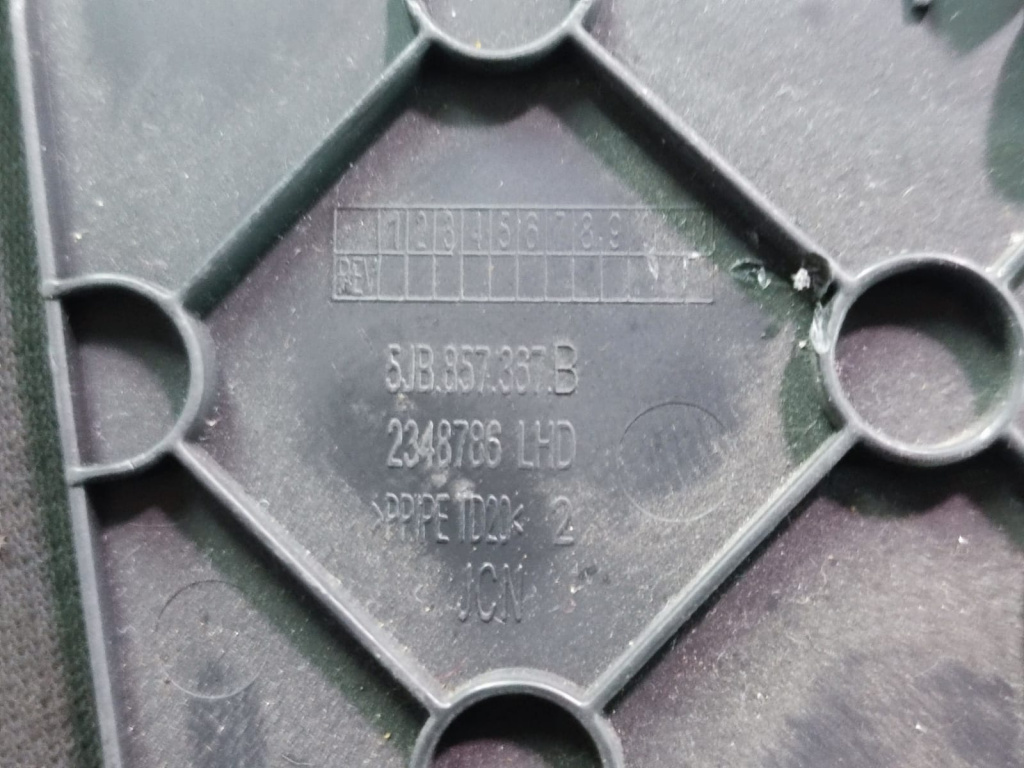 1 2 3 4 5 6 7 8 9
REV
5JB.857.367.B
2348786 LHD
>PP/PE TD20< 2
JCN